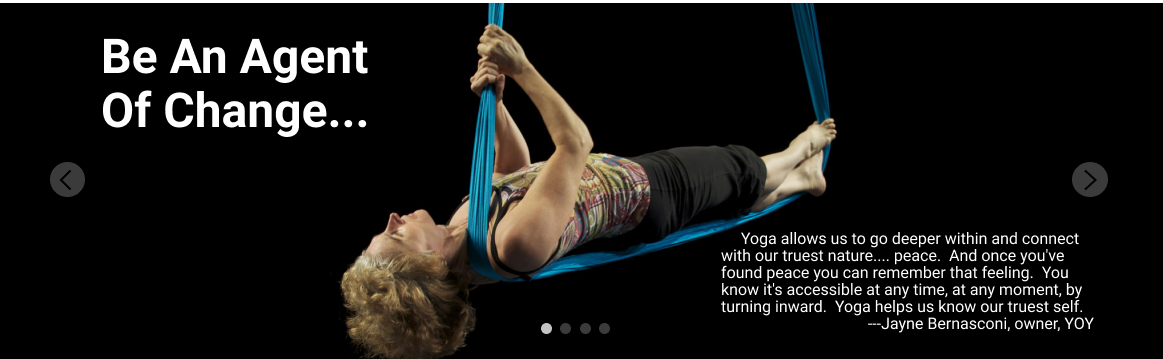 Be An Agent
Of Change...
Yoga allows us to go deeper within and connect
with our truest nature.... peace.  And once you've
found peace you can remember that feeling.  You
know it's accessible at any time, at any moment, by
turning inward.  Yoga helps us know our truest self.
---Jayne Bernasconi, owner, YOY